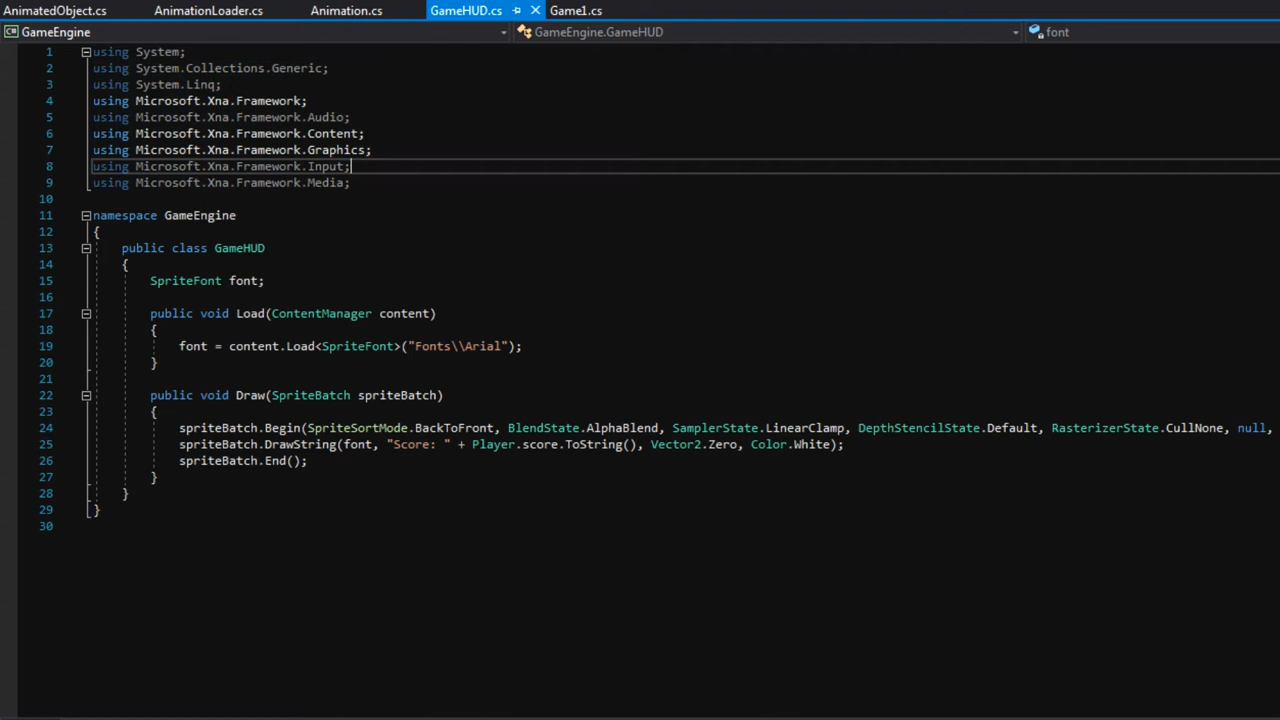 AnimatedObject.cs AnimationLoader.cs Animation.cs GameHUD.cs Game1.cs
GameEngine GameEngine.GameHUD font
1 using System;
2 using System.Collections.Generic;
3 using System.Linq;
4 using Microsoft.Xna.Framework;
5 using Microsoft.Xna.Framework.Audio;
6 using Microsoft.Xna.Framework.Content;
7 using Microsoft.Xna.Framework.Graphics;
8 using Microsoft.Xna.Framework.Input;
9 using Microsoft.Xna.Framework.Media;
10
11 namespace GameEngine
12 {
13 public class GameHUD
14 {
15 SpriteFont font;
16
17 public void Load(ContentManager content)
18 {
19 font = content.Load<SpriteFont>("Fonts\\Arial");
20 }
21
22 public void Draw(SpriteBatch spriteBatch)
23 {
24 spriteBatch.Begin(SpriteSortMode.BackToFront, BlendState.AlphaBlend, SamplerState.LinearClamp, DepthStencilState.Default, RasterizerState.CullNone, null,
25 spriteBatch.DrawString(font, "Score: " + Player.score.ToString(), Vector2.Zero, Color.White);
26 spriteBatch.End();
27 }
28 }
29 }
30